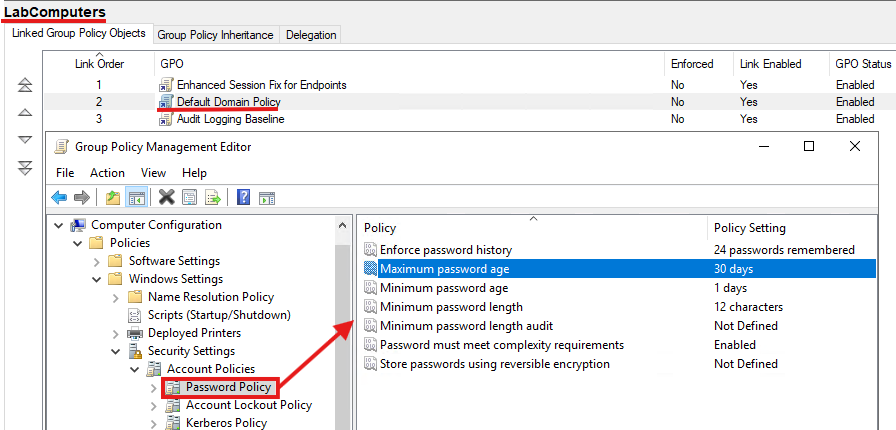 LabComputers
Linked Group Policy Objects Group Policy Inheritance Delegation
Link Order GPO Enforced Link Enabled GPO Status
1 Enhanced Session Fix for Endpoints No Yes Enabled
2 Default Domain Policy No Yes Enabled
3 Audit Logging Baseline No Yes Enabled
Group Policy Management Editor
File Action View Help
Computer Configuration
Policies
Software Settings
Windows Settings
Name Resolution Policy
Scripts (Startup/Shutdown)
Deployed Printers
Security Settings
Account Policies
Password Policy
Account Lockout Policy
Kerberos Policy
Policy Policy Setting
Enforce password history 24 passwords remembered
Maximum password age 30 days
Minimum password age 1 days
Minimum password length 12 characters
Minimum password length audit Not Defined
Password must meet complexity requirements Enabled
Store passwords using reversible encryption Not Defined